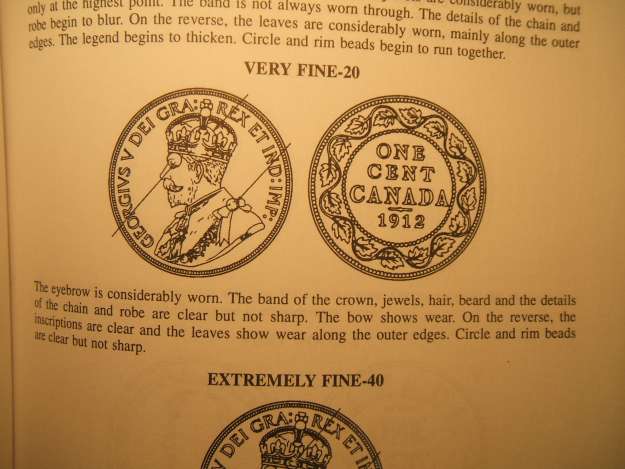 only at the highest point. The band is not always worn through. The details of the chain and
are considerably worn, but
robe begin to blur. On the reverse, the leaves are considerably worn, mainly along the outer
edges. The legend begins to thicken. Circle and rim beads begin to run together.
VERY FINE-20
GEORGIVS V DEI GRA: REX ET IND: IMP:
ONE
CENT
CANADA
1912
The eyebrow is considerably worn. The band of the crown, jewels, hair, beard and the details
of the chain and robe are clear but not sharp. The bow shows wear. On the reverse, the
inscriptions are clear and the leaves show wear along the outer edges. Circle and rim beads
are clear but not sharp.
EXTREMELY FINE-40
V DEI GRA: REX ET